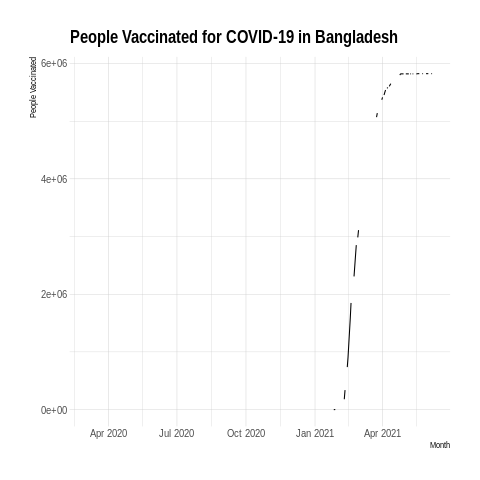 People Vaccinated for COVID-19 in Bangladesh
People Vaccinated
6e+06
4e+06
2e+06
0e+00
Apr 2020 Jul 2020 Oct 2020 Jan 2021 Apr 2021
Month